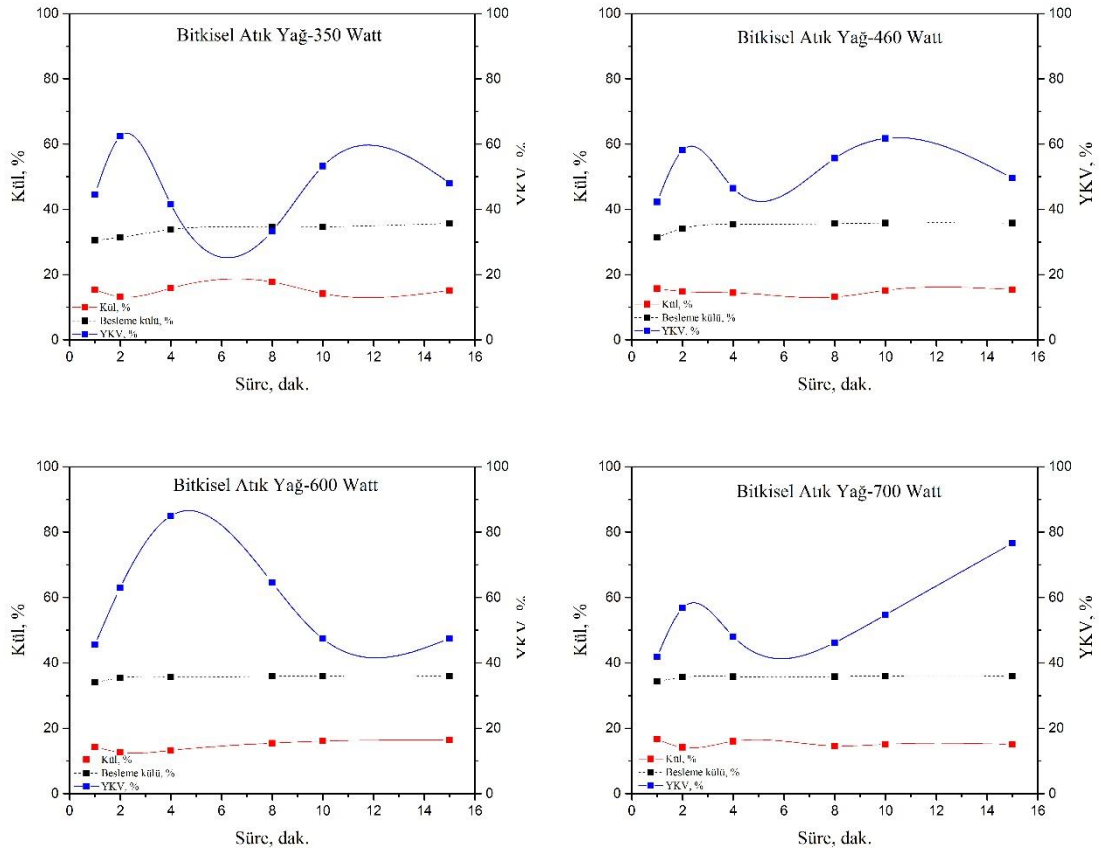 Bitkisel Atık Yağ-350 Watt
Kül, %
YKV, %
100
80
60
40
20
0
100
80
60
40
20
0
Kül, %
Besleme külü, %
YKV, %
0 2 4 6 8 10 12 14 16
Süre, dak.
Bitkisel Atık Yağ-460 Watt
Kül, %
YKV, %
100
80
60
40
20
0
100
80
60
40
20
0
Kül, %
Besleme külü, %
YKV, %
0 2 4 6 8 10 12 14 16
Süre, dak.
Bitkisel Atık Yağ-600 Watt
Kül, %
YKV, %
100
80
60
40
20
0
100
80
60
40
20
0
Kül, %
Besleme külü, %
YKV, %
0 2 4 6 8 10 12 14 16
Süre, dak.
Bitkisel Atık Yağ-700 Watt
Kül, %
YKV, %
100
80
60
40
20
0
100
80
60
40
20
0
Kül, %
Besleme külü, %
YKV, %
0 2 4 6 8 10 12 14 16
Süre, dak.